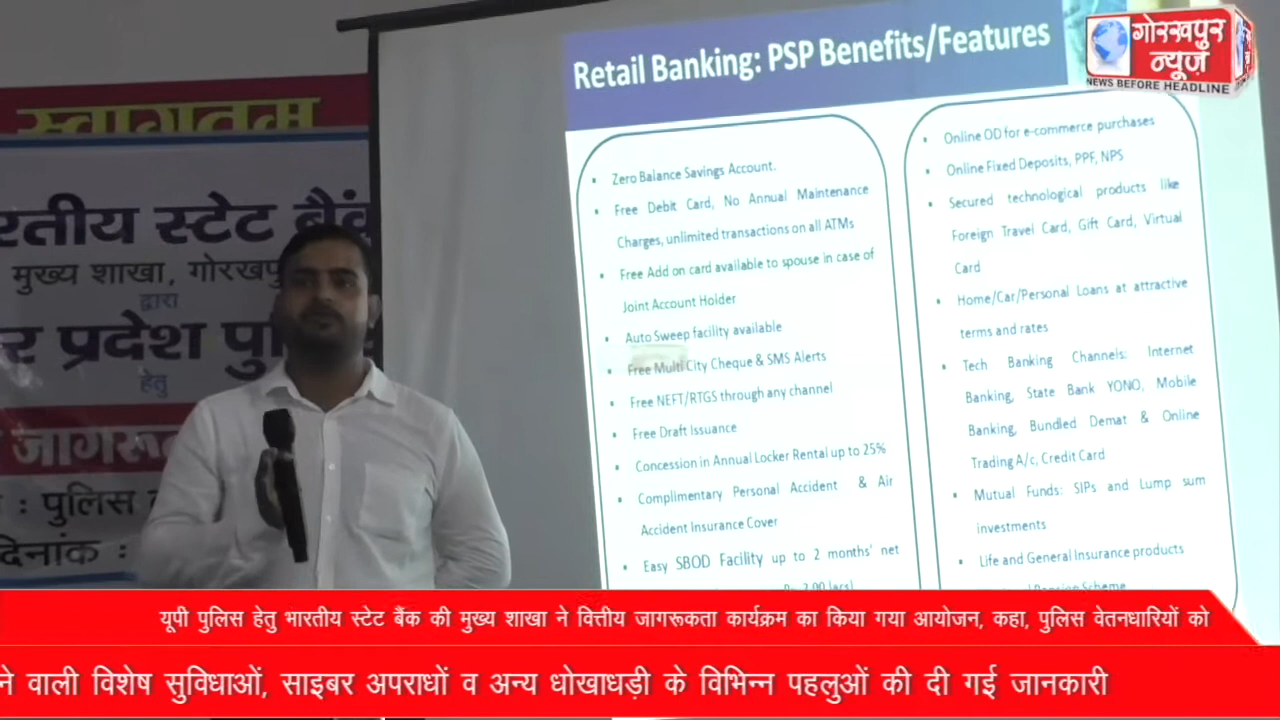 गोरखपुर
न्यूज़
NEWS BEFORE HEADLINE
स्वागतम
मुख्य शाखा,
द्वारा
प्रदेश
हेतु
: पुलिस
दिनांक :
Retail Banking: PSP Benefits/Features
• Zero Balance Savings Account.
• Free Debit Card, No Annual Maintenance
Charges, unlimited transactions on all ATMs
• Free Add on card available to spouse in case of
Joint Account Holder
• Auto Sweep facility available
• Free Multi City Cheque & SMS Alerts
• Free NEFT/RTGS through any channel
• Free Draft Issuance
• Concession in Annual Locker Rental up to 25%
• Complimentary Personal Accident & Air
Accident Insurance Cover
• Easy SBOD Facility up to 2 months' net
• Online OD for e-commerce purchases
• Online Fixed Deposits, PPF, NPS
• Secured technological products like
Foreign Travel Card, Gift Card, Virtual
Card
• Home/Car/Personal Loans at attractive
terms and rates
• Tech Banking Channels: Internet
Banking, State Bank YONO, Mobile
Banking, Bundled Demat & Online
Trading A/c, Credit Card
• Mutual Funds: SIPs and Lump sum
investments
• Life and General Insurance products
यूपी पुलिस हेतु भारतीय स्टेट बैंक की मुख्य शाखा ने वित्तीय जागरूकता कार्यक्रम का किया गया आयोजन, कहा, पुलिस वेतनधारियों को
ने वाली विशेष सुविधाओं, साइबर अपराधों व अन्य धोखाधड़ी के विभिन्न पहलुओं की दी गई जानकारी